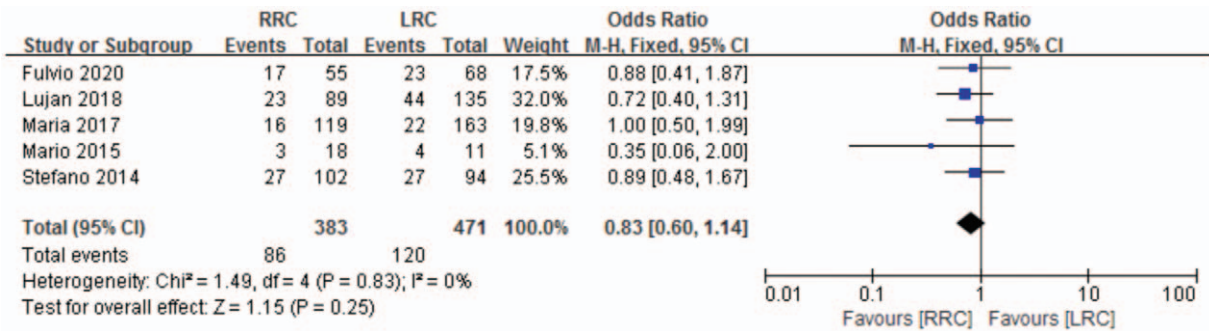 RRC LRC Odds Ratio Odds Ratio
Study or Subgroup Events Total Events Total Weight M-H, Fixed, 95% CI M-H, Fixed, 95% CI
Fulvio 2020 17 55 23 68 17.5% 0.88 [0.41, 1.87]
Lujan 2018 23 89 44 135 32.0% 0.72 [0.40, 1.31]
Maria 2017 16 119 22 163 19.8% 1.00 [0.50, 1.99]
Mario 2015 3 18 4 11 5.1% 0.35 [0.06, 2.00]
Stefano 2014 27 102 27 94 25.5% 0.89 [0.48, 1.67]
Total (95% CI) 383 471 100.0% 0.83 [0.60, 1.14]
Total events 86 120
Heterogeneity: Chi² = 1.49, df = 4 (P = 0.83); I² = 0%
Test for overall effect: Z = 1.15 (P = 0.25)
0.01 0.1 1 10 100
Favours [RRC] Favours [LRC]